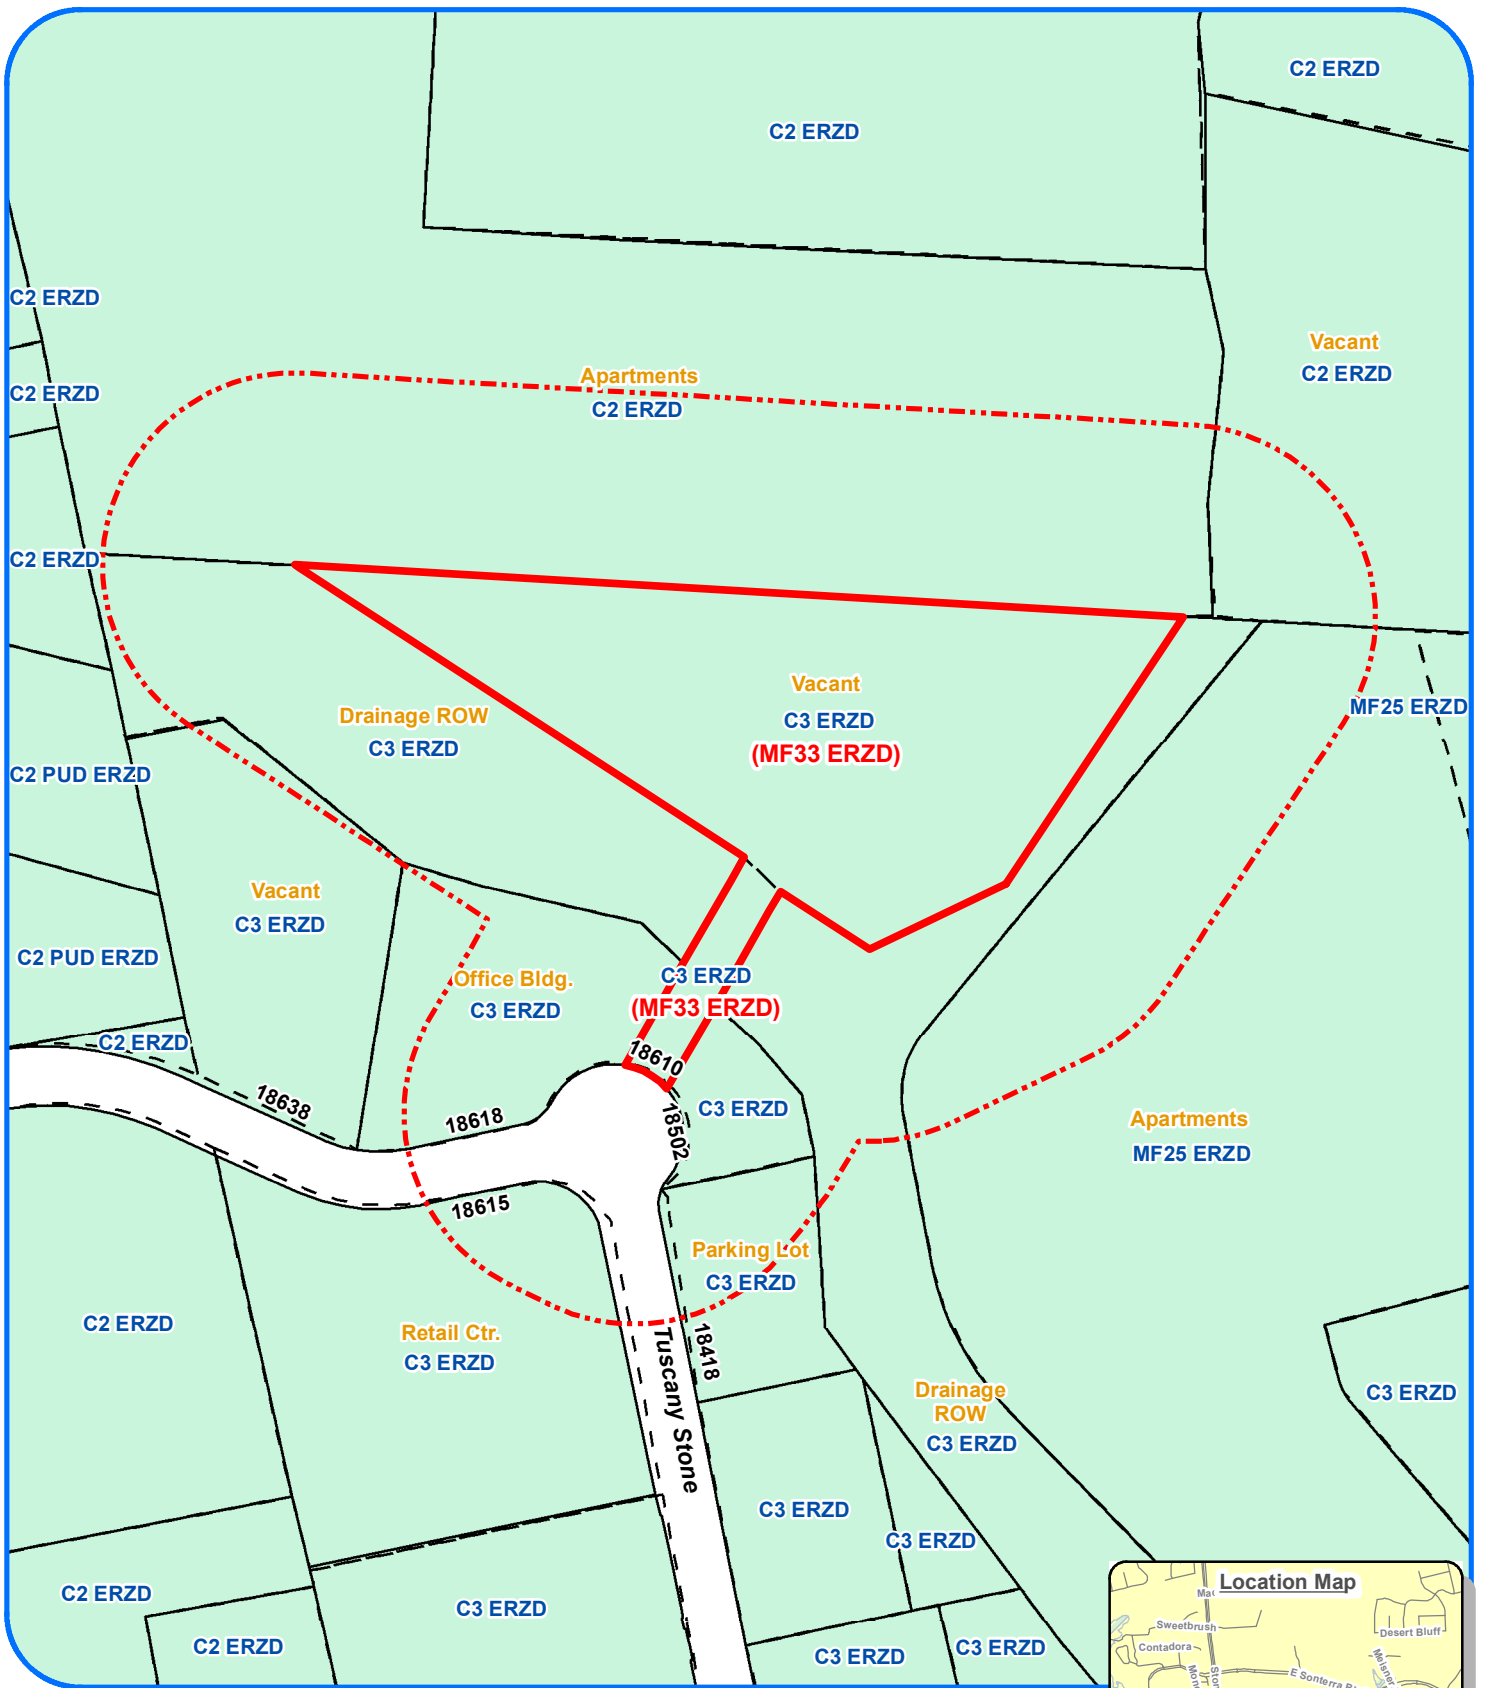 C2 ERZD
C2 ERZD
C2 ERZD
Vacant
C2 ERZD
Apartments
C2 ERZD
C2 ERZD
C2 ERZD
Vacant
C3 ERZD
(MF33 ERZD)
MF25 ERZD
Drainage ROW
C3 ERZD
C2 PUD ERZD
Vacant
C3 ERZD
C2 PUD ERZD
Office Bldg.
C3 ERZD
C3 ERZD
(MF33 ERZD)
C2 ERZD
18610
18638
18618
18502
C3 ERZD
Apartments
MF25 ERZD
18615
Parking Lot
C3 ERZD
C2 ERZD
Retail Ctr.
C3 ERZD
Tuscany Stone
18418
Drainage
ROW
C3 ERZD
C3 ERZD
C3 ERZD
C3 ERZD
C2 ERZD
C3 ERZD
C2 ERZD
C3 ERZD
C3 ERZD
Location Map
Sweetbrush
Desert Bluff
Contadora
E Sonterra